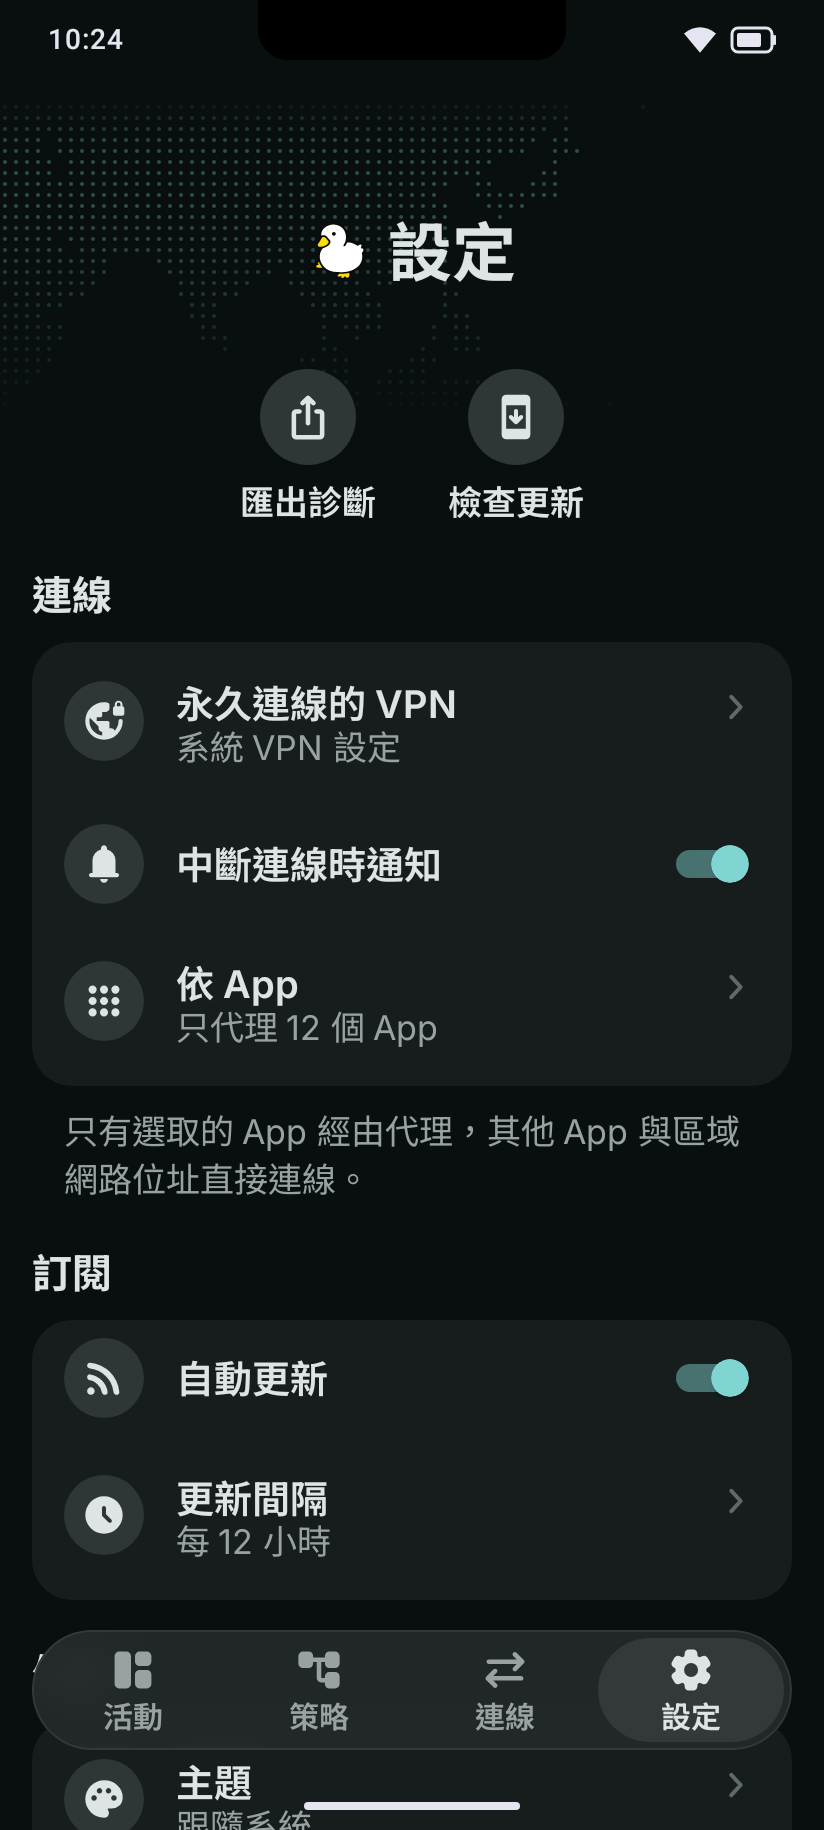 10:24
設定
匯出診斷
檢查更新
連線
永久連線的 VPN
系統 VPN 設定
中斷連線時通知
依 App
只代理 12 個 App
只有選取的 App 經由代理，其他 App 與區域
網路位址直接連線。
訂閱
自動更新
更新間隔
每 12 小時
活動
策略
連線
設定
主題
跟隨系統